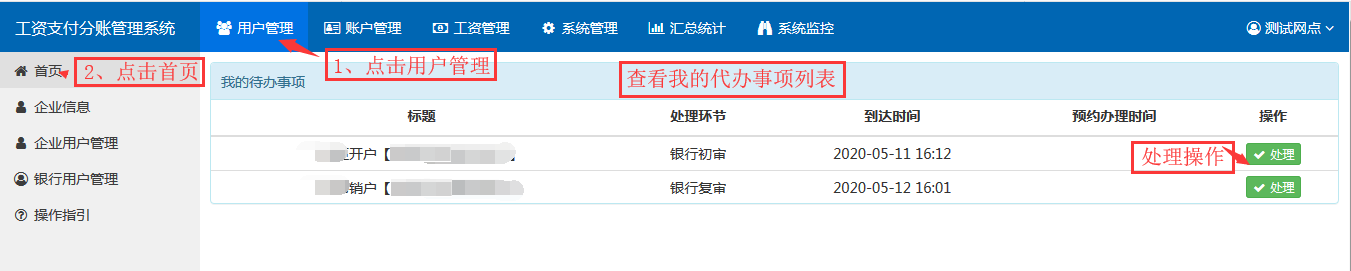 工资支付分账管理系统 用户管理 账户管理 工资管理 系统管理 汇总统计 系统监控 测试网点
1、点击用户管理
首页 2、点击首页
我的待办事项 查看我的代办事项列表
企业信息
标题 处理环节 到达时间 预约办理时间 操作
企业用户管理
开户【 】 银行初审 2020-05-11 16:12 处理操作 处理
银行用户管理
销户【 银行复审 2020-05-12 16:01 处理
操作指引